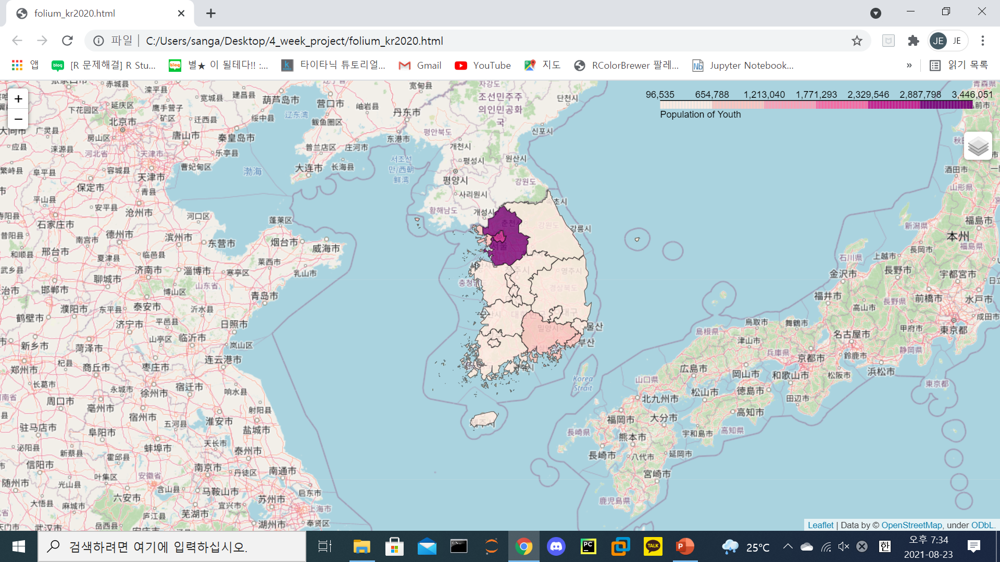 folium_kr2020.html
파일 C:/Users/sanga/Desktop/4_week_project/folium_kr2020.html
JE JE
앱 [R 문제해결] R Stu... 별★ 이 될테다!! :... 타이타닉 튜토리얼... Gmail YouTube 지도 RColorBrewer 팔레... Jupyter Notebook... » 읽기 목록
+
−
96,535 654,788 1,213,040 1,771,293 2,329,546 2,887,798 3,446,051
Population of Youth
赤城县 滦平县 宽城县 建昌县 葫芦岛市 营口市 岫岩县 宽甸县 자강도 단천시 青森県
조선민주주
의인민공화
국
下花园区 延庆区 鹰手营子
矿区 迁西县 绥中县 辽东湾 鲅鱼圈区 丹东市 평안북도 신포시
北京市 广灵县 房山区 唐山市 秦皇岛市 东港市 개천시
应县 涞源县 河北省 天津市 乐亭县 普兰店区 庄河市 평성시 원산시
서조선
만/西朝
鲜湾
繁峙县 阜平县 容城县 天津市 曹妃甸区 渤海 大连市 长海县 평양시 강원도 酒田市
保定市 青县 사리원시 山形県
平山县 安平县 沧州市 河口区 황해남도 개성시 초시
石家庄市 德州市 蓬莱区 춘천 강원도 강릉시 新潟県 福島市
昔阳县 南宫市 滨州市 东营市 烟台市 威海市 서울 本州 福島県
和顺县 邢台市 夏津县 临邑县 莱西市 石川県 上越市 長岡市
武乡县 济南市 淄博市 寒亭区 乳山市 영주시 金沢市 長野市 宇都宮市
邯郸市 聊城市 山东省 博山区 青岛市 경상북도 福井市 長野県 前橋市 水戸市
濮阳市 东平县 泰安市 沂水县 高山市
鹤壁市 济宁市 平邑县 日照市 대구 鳥取市 舞鶴市 成田市
新乡市 菏泽市 山亭区 临沂市 岚山区 밀양시 울산 島根県 名古屋市 甲府市 東京都
부산 津山市
郑州市 杞县 商丘市 枣庄市 连云港市 兵庫県 京都市 鈴鹿市 静岡県
長葛县 永城市 徐州市 宿迁市 响水县 Korea
Strait 山口県 広島市 岡山市 和歌山市 松阪市 浜松市 東京都
周口市 亳州市 射阳县 北九州市 松山市 徳島市 田辺市
驻马店市 阜阳市 宿州市 五河县 淮安市 盐城市 福岡市 大分市 高知市
泌阳县 新蔡县 蚌埠市 天长市 泰州市 長崎県 熊本市 宇和島市 高知県
信阳市 霍邱县 南京市 丹徒区 南通市 長崎市 八代市 延岡市
随州市 光山县 叶集区 安徽省 含山县 马鞍山市 启东市 宮崎市
大悟县 麻城市 六安市 庐江县 芜湖市 宜兴市 苏州市 上海市 鹿児島県
武汉市 岳西县 湖州市 奉贤区
Leaflet | Data by © OpenStreetMap, under ODbL.
검색하려면 여기에 입력하십시오.
PC
TALK
P
25°C
한
오후 7:34
2021-08-23